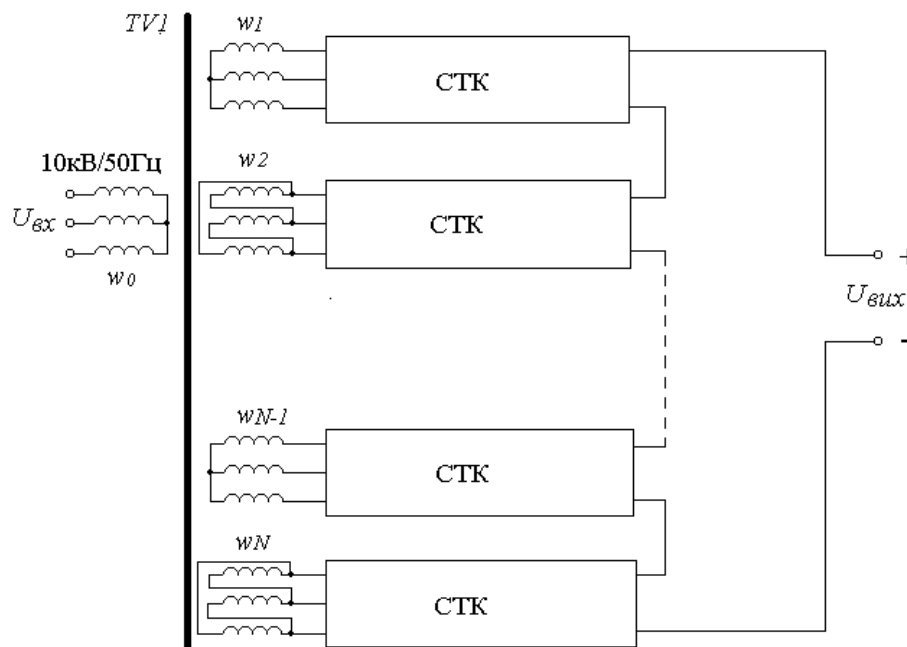 TV1
w1
СТК
10кВ/50Гц
w2
СТК
Uвх
w0
+
Uвих
-
wN-1
СТК
wN
СТК